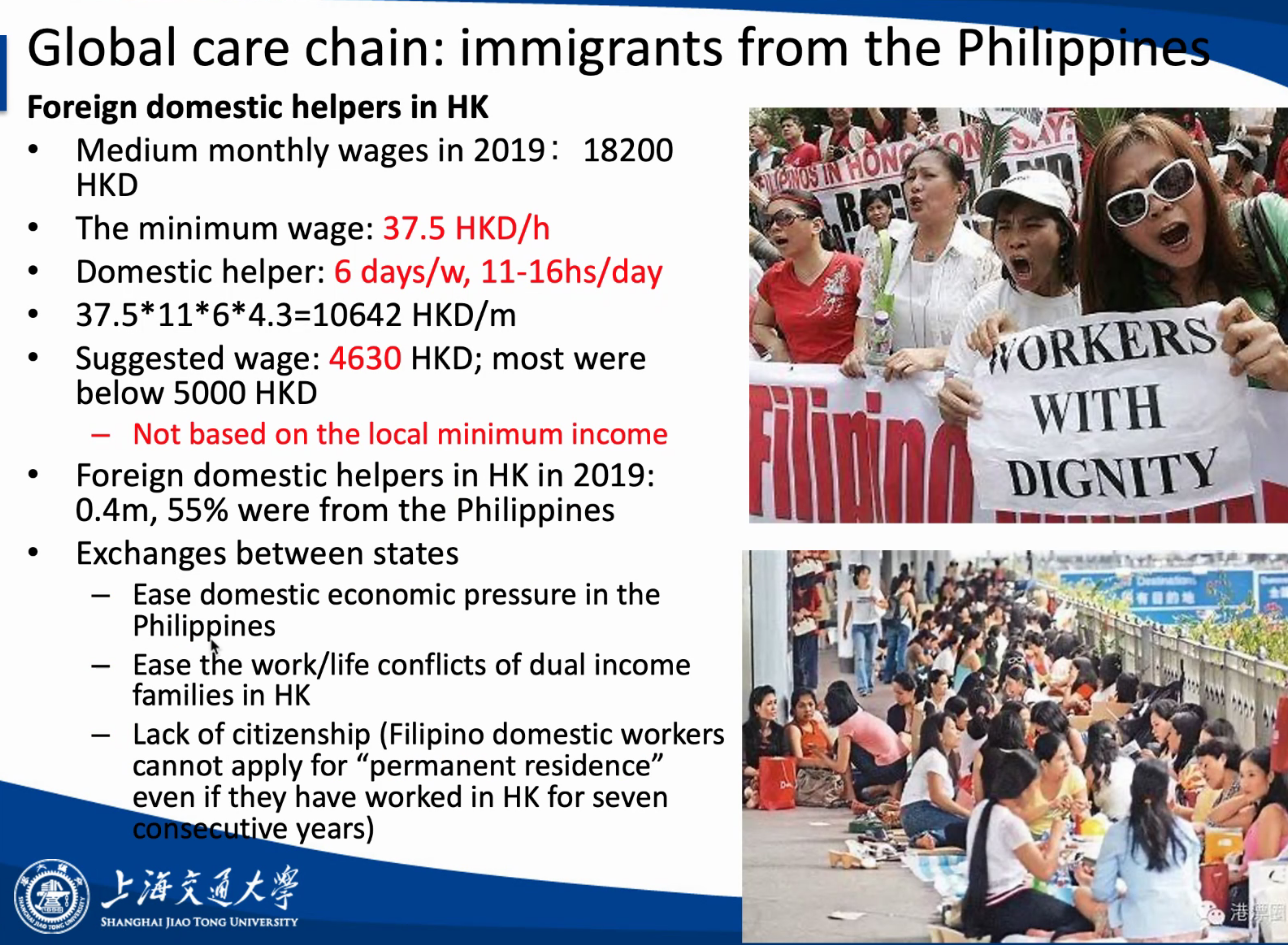 Global care chain: immigrants from the Philippines
Foreign domestic helpers in HK
• Medium monthly wages in 2019： 18200
HKD
• The minimum wage: 37.5 HKD/h
• Domestic helper: 6 days/w, 11-16hs/day
• 37.5*11*6*4.3=10642 HKD/m
• Suggested wage: 4630 HKD; most were
below 5000 HKD
– Not based on the local minimum income
• Foreign domestic helpers in HK in 2019:
0.4m, 55% were from the Philippines
• Exchanges between states
– Ease domestic economic pressure in the
Philippines
– Ease the work/life conflicts of dual income
families in HK
– Lack of citizenship (Filipino domestic workers
cannot apply for “permanent residence”
even if they have worked in HK for seven
consecutive years)
上海交通大学
SHANGHAI JIAO TONG UNIVERSITY
FILIPINOS IN HONG KONG SAY:
WORKERS
WITH
DIGNITY
Filipino
Destinations
所有目的地
港漂圈